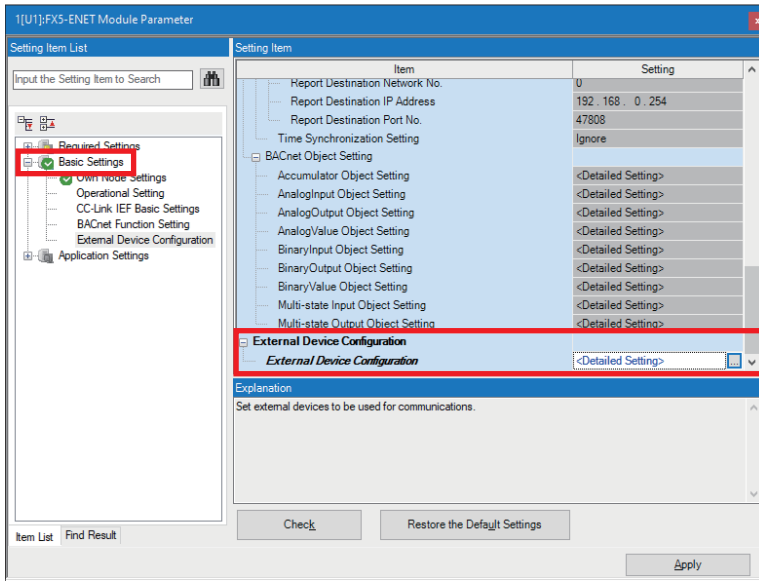 1[U1]:FX5-ENET Module Parameter
Setting Item List
Input the Setting Item to Search
Required Settings
Basic Settings
Own Node Settings
Operational Setting
CC-Link IEF Basic Settings
BACnet Function Setting
External Device Configuration
Application Settings
Item List Find Result
Setting Item
Item Setting
Report Destination Network No. 0
Report Destination IP Address 192 . 168 . 0 . 254
Report Destination Port No. 47808
Time Synchronization Setting Ignore
BACnet Object Setting
Accumulator Object Setting <Detailed Setting>
AnalogInput Object Setting <Detailed Setting>
AnalogOutput Object Setting <Detailed Setting>
AnalogValue Object Setting <Detailed Setting>
BinaryInput Object Setting <Detailed Setting>
BinaryOutput Object Setting <Detailed Setting>
BinaryValue Object Setting <Detailed Setting>
Multi-state Input Object Setting <Detailed Setting>
Multi-state Output Object Setting <Detailed Setting>
External Device Configuration
External Device Configuration <Detailed Setting> ...
Explanation
Set external devices to be used for communications.
Check Restore the Default Settings
Apply